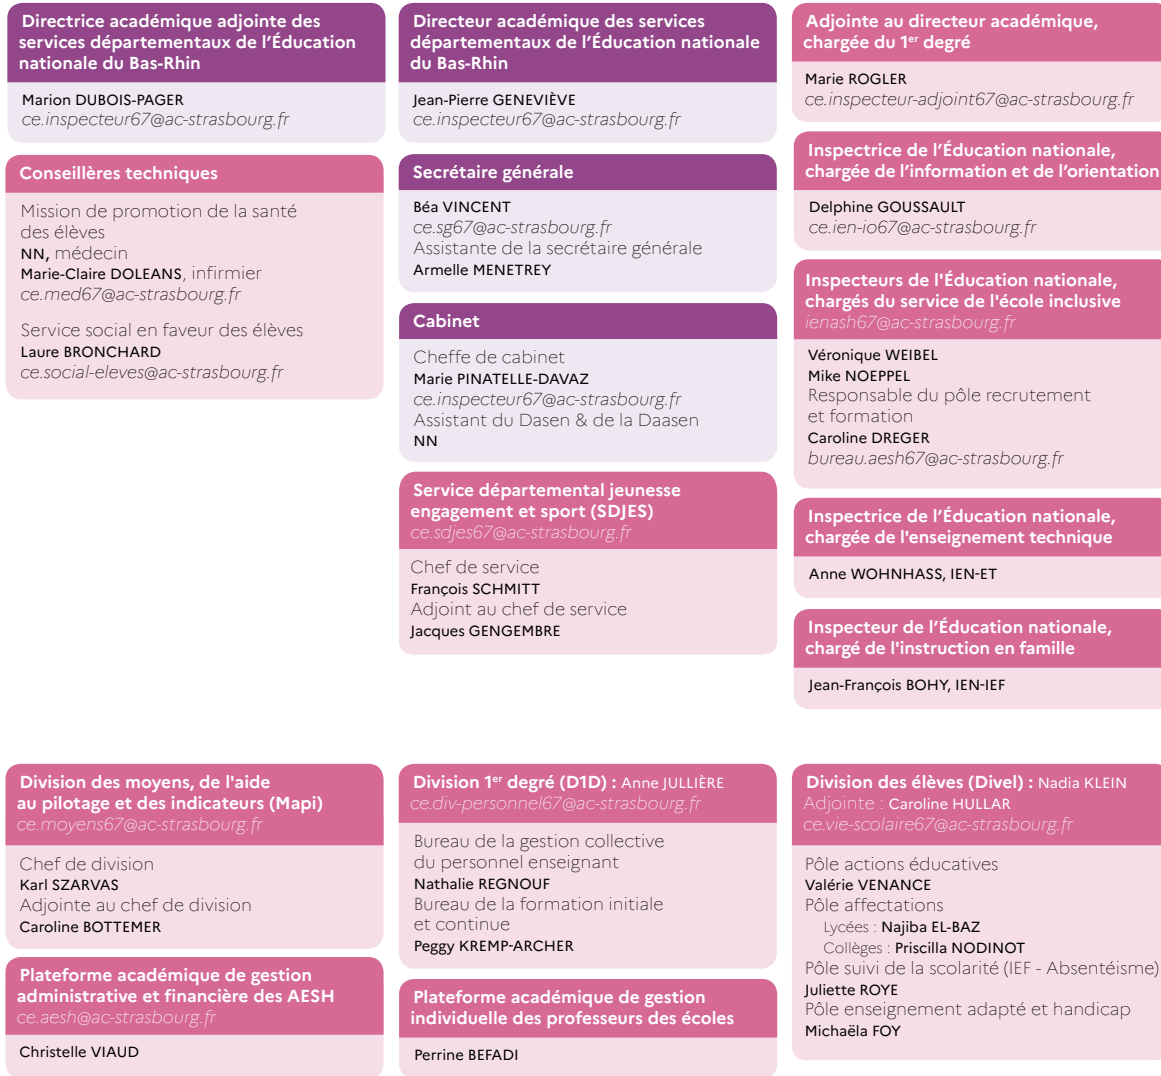 Directrice académique adjointe des
services départementaux de l’Éducation
nationale du Bas-Rhin
Marion DUBOIS-PAGER
ce.inspecteur67@ac-strasbourg.fr
Conseillères techniques
Mission de promotion de la santé
des élèves
NN, médecin
Marie-Claire DOLEANS, infirmier
ce.med67@ac-strasbourg.fr
Service social en faveur des élèves
Laure BRONCHARD
ce.social-eleves@ac-strasbourg.fr
Directeur académique des services
départementaux de l’Éducation nationale
du Bas-Rhin
Jean-Pierre GENEVIÈVE
ce.inspecteur67@ac-strasbourg.fr
Secrétaire générale
Béa VINCENT
ce.sg67@ac-strasbourg.fr
Assistante de la secrétaire générale
Armelle MENETREY
Cabinet
Cheffe de cabinet
Marie PINATELLE-DAVAZ
ce.inspecteur67@ac-strasbourg.fr
Assistant du Dasen & de la Daasen
NN
Service départemental jeunesse
engagement et sport (SDJES)
ce.sdjes67@ac-strasbourg.fr
Chef de service
François SCHMITT
Adjoint au chef de service
Jacques GENGEMBRE
Adjointe au directeur académique,
chargée du 1er degré
Marie ROGLER
ce.inspecteur-adjoint67@ac-strasbourg.fr
Inspectrice de l’Éducation nationale,
chargée de l’information et de l’orientation
Delphine GOUSSAULT
ce.ien-io67@ac-strasbourg.fr
Inspecteurs de l'Éducation nationale,
chargés du service de l'école inclusive
ienash67@ac-strasbourg.fr
Véronique WEIBEL
Mike NOEPPEL
Responsable du pôle recrutement
et formation
Caroline DREGER
bureau.aesh67@ac-strasbourg.fr
Inspectrice de l’Éducation nationale,
chargée de l'enseignement technique
Anne WOHNHASS, IEN-ET
Inspecteur de l’Éducation nationale,
chargé de l'instruction en famille
Jean-François BOHY, IEN-IEF
Division des moyens, de l'aide
au pilotage et des indicateurs (Mapi)
ce.moyens67@ac-strasbourg.fr
Chef de division
Karl SZARVAS
Adjointe au chef de division
Caroline BOTTEMER
Plateforme académique de gestion
administrative et financière des AESH
ce.aesh@ac-strasbourg.fr
Christelle VIAUD
Division 1er degré (D1D) : Anne JULLIÈRE
ce.div-personnel67@ac-strasbourg.fr
Bureau de la gestion collective
du personnel enseignant
Nathalie REGNOUF
Bureau de la formation initiale
et continue
Peggy KREMP-ARCHER
Plateforme académique de gestion
individuelle des professeurs des écoles
Perrine BEFADI
Division des élèves (Divel) : Nadia KLEIN
Adjointe : Caroline HULLAR
ce.vie-scolaire67@ac-strasbourg.fr
Pôle actions éducatives
Valérie VENANCE
Pôle affectations
Lycées : Najiba EL-BAZ
Collèges : Priscilla NODINOT
Pôle suivi de la scolarité (IEF - Absentéisme)
Juliette ROYE
Pôle enseignement adapté et handicap
Michaëla FOY